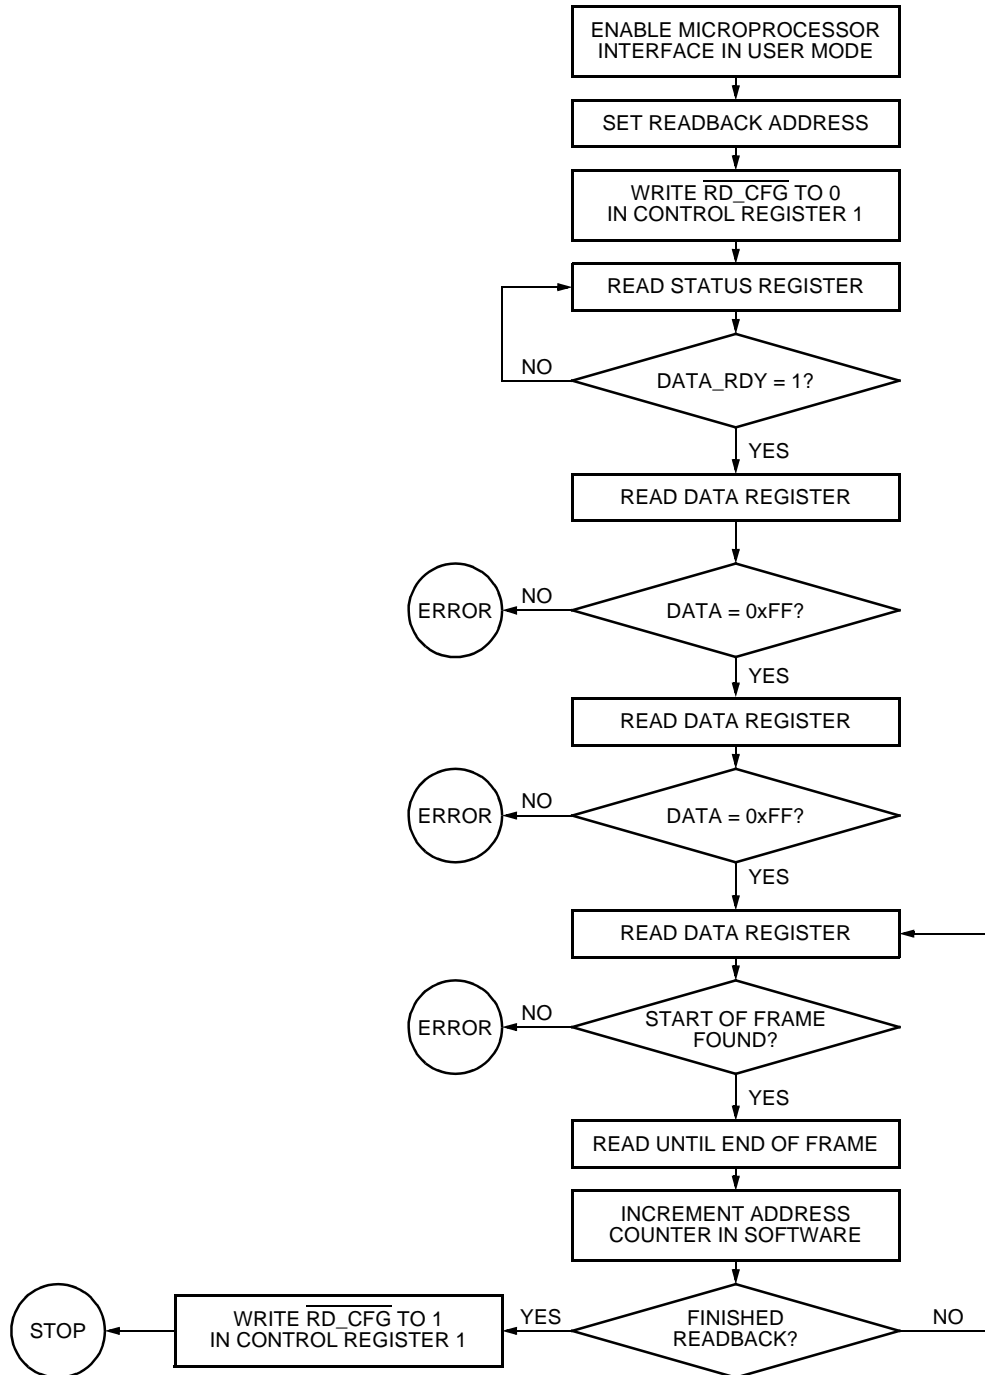 ENABLE MICROPROCESSOR
INTERFACE IN USER MODE
SET READBACK ADDRESS
WRITE RD_CFG TO 0
IN CONTROL REGISTER 1
READ STATUS REGISTER
NO
DATA_RDY = 1?
YES
READ DATA REGISTER
ERROR
NO
DATA = 0xFF?
YES
READ DATA REGISTER
ERROR
NO
DATA = 0xFF?
YES
READ DATA REGISTER
ERROR
NO
START OF FRAME
FOUND?
YES
READ UNTIL END OF FRAME
INCREMENT ADDRESS
COUNTER IN SOFTWARE
STOP
WRITE RD_CFG TO 1
IN CONTROL REGISTER 1
YES
FINISHED
READBACK?
NO